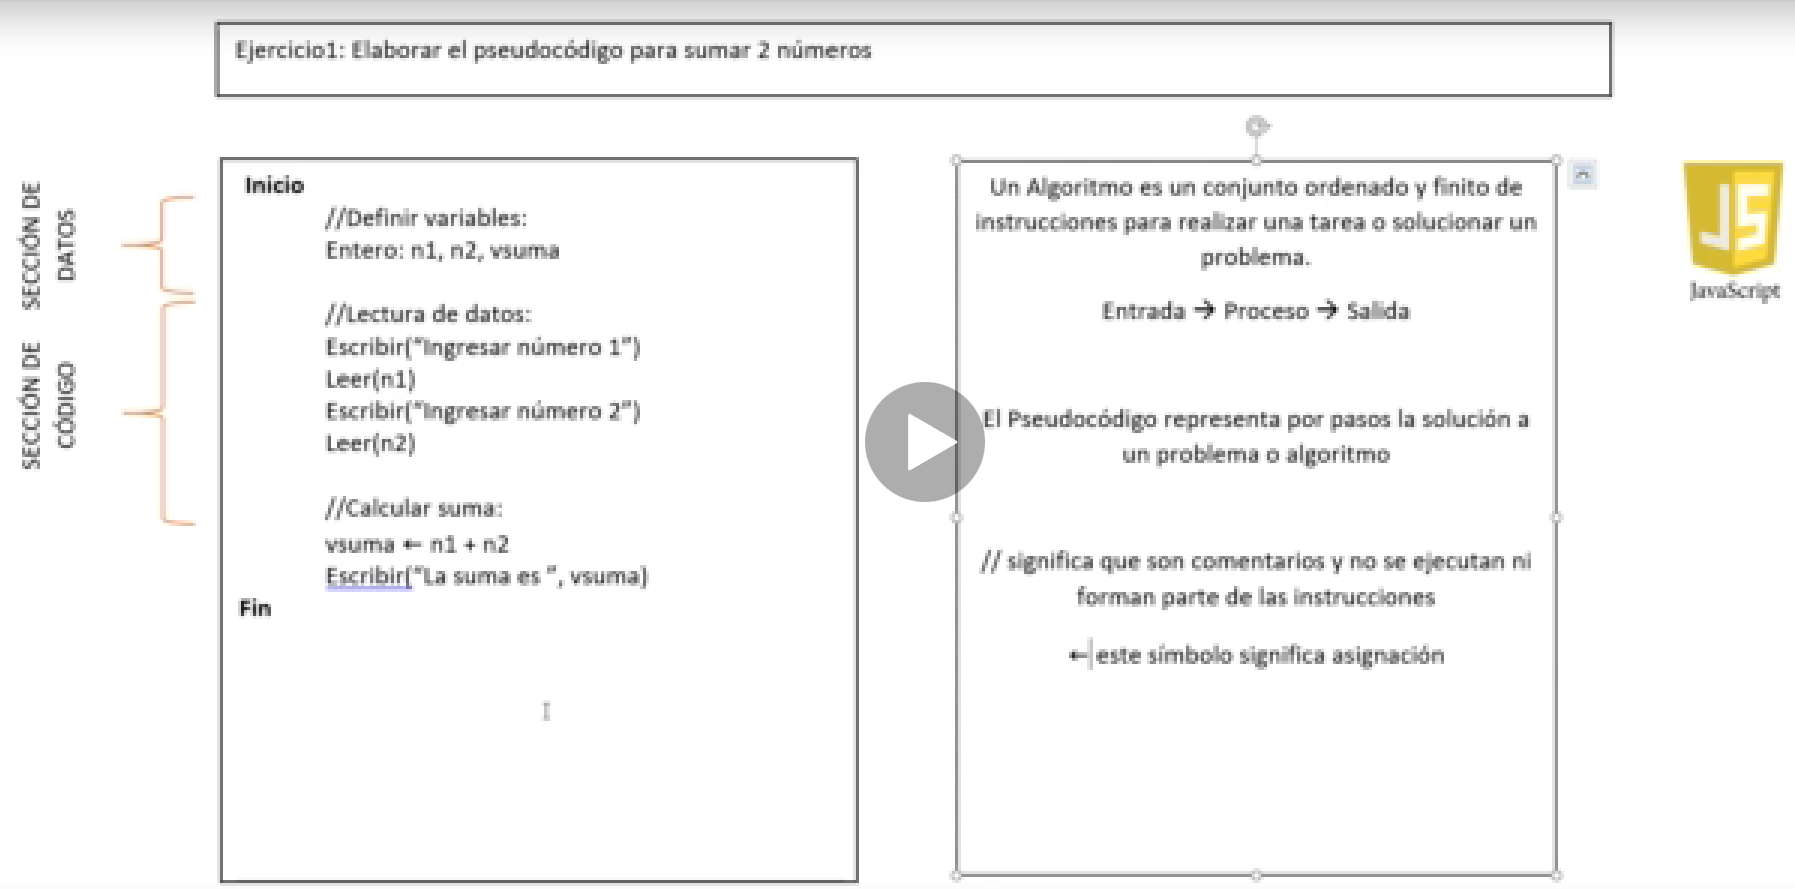 Ejercicio1: Elaborar el pseudocódigo para sumar 2 números
SECCIÓN DE
DATOS
SECCIÓN DE
CÓDIGO
Inicio
//Definir variables:
Entero: n1, n2, vsuma
//Lectura de datos:
Escribir("Ingresar número 1")
Leer(n1)
Escribir("Ingresar número 2")
Leer(n2)
//Calcular suma:
vsuma ← n1 + n2
Escribir("La suma es ", vsuma)
Fin
Un Algoritmo es un conjunto ordenado y finito de
instrucciones para realizar una tarea o solucionar un
problema.
Entrada → Proceso → Salida
El Pseudocódigo representa por pasos la solución a
un problema o algoritmo
// significa que son comentarios y no se ejecutan ni
forman parte de las instrucciones
← este símbolo significa asignación
JS
JavaScript